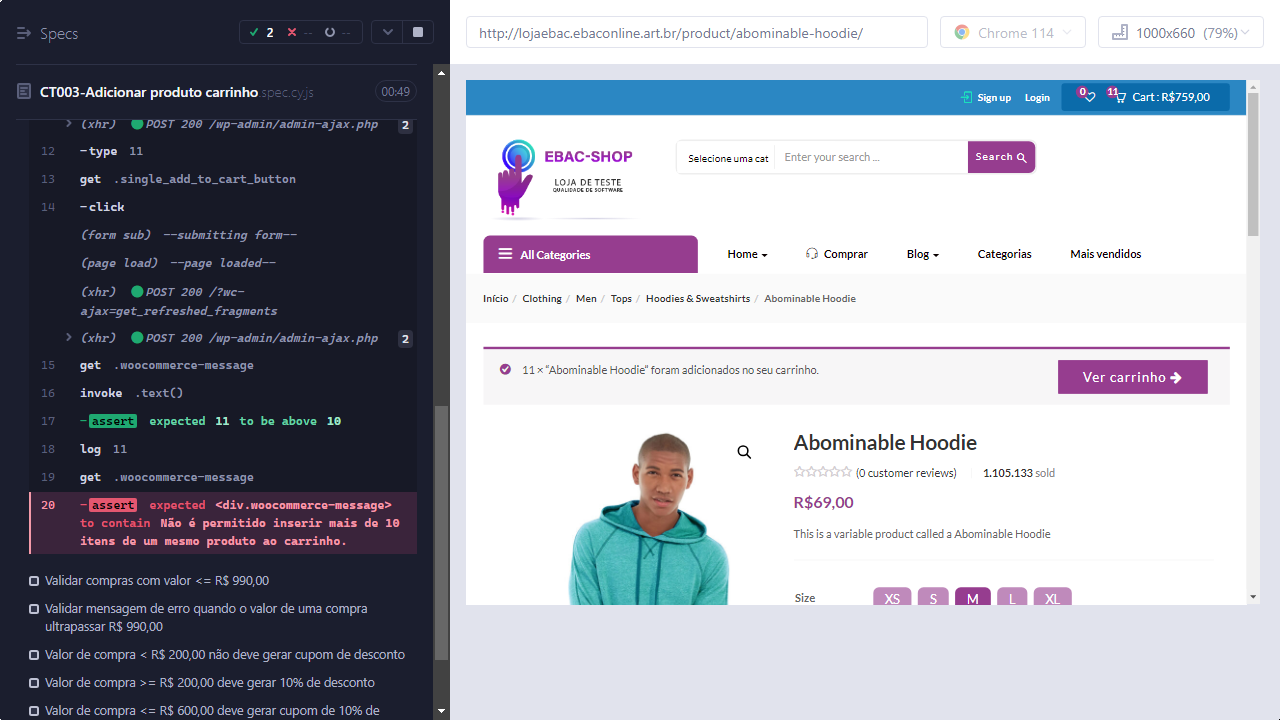 Specs
2
--
--
CT003-Adicionar produto carrinho.spec.cy.js
00:49
(xhr) POST 200 /wp-admin/admin-ajax.php 2
12 -type 11
13 get .single_add_to_cart_button
14 -click
(form sub) --submitting form--
(page load) --page loaded--
(xhr) POST 200 /?wc-
ajax=get_refreshed_fragments
(xhr) POST 200 /wp-admin/admin-ajax.php 2
15 get .woocommerce-message
16 invoke .text()
17 -assert expected 11 to be above 10
18 log 11
19 get .woocommerce-message
20 -assert expected <div.woocommerce-message>
to contain Não é permitido inserir mais de 10
itens de um mesmo produto ao carrinho.
Validar compras com valor <= R$ 990,00
Validar mensagem de erro quando o valor de uma compra
ultrapassar R$ 990,00
Valor de compra < R$ 200,00 não deve gerar cupom de desconto
Valor de compra >= R$ 200,00 deve gerar 10% de desconto
Valor de compra <= R$ 600,00 deve gerar cupom de 10% de
http://lojaebac.ebaconline.art.br/product/abominable-hoodie/
Chrome 114
1000x660 (79%)
Sign up Login 0 11 Cart : R$759,00
EBAC-SHOP
LOJA DE TESTE
QUALIDADE DE SOFTWARE
Selecione uma cat Enter your search ... Search
All Categories Home Comprar Blog Categorias Mais vendidos
Início / Clothing / Men / Tops / Hoodies & Sweatshirts / Abominable Hoodie
11 × “Abominable Hoodie” foram adicionados no seu carrinho.
Ver carrinho
Abominable Hoodie
(0 customer reviews) 1.105.133 sold
R$69,00
This is a variable product called a Abominable Hoodie
Size XS S M L XL